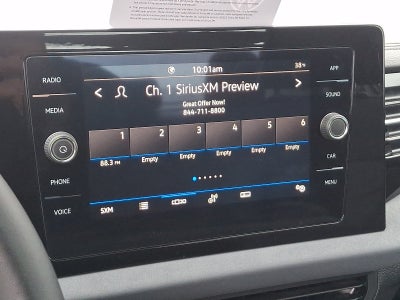 10:01am
38°F
RADIO
APP
< Ch. 1 SiriusXM Preview >
SOUND
MEDIA
Great Offer Now!
844-711-8800
1 2 3 4 5 6
88.3 FM Empty Empty Empty Empty Empty
CAR
PHONE
MENU
VOICE
SXM